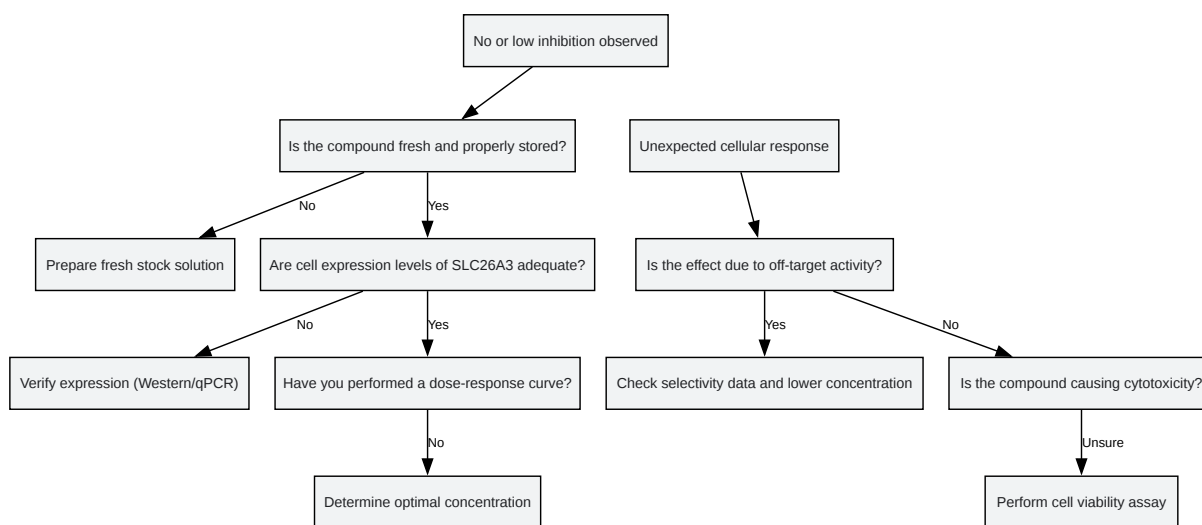 No or low inhibition observed
Is the compound fresh and properly stored?
Unexpected cellular response
No
Yes
Prepare fresh stock solution
Are cell expression levels of SLC26A3 adequate?
Is the effect due to off-target activity?
No
Yes
Yes
No
Verify expression (Western/qPCR)
Have you performed a dose-response curve?
Check selectivity data and lower concentration
Is the compound causing cytotoxicity?
No
Unsure
Determine optimal concentration
Perform cell viability assay